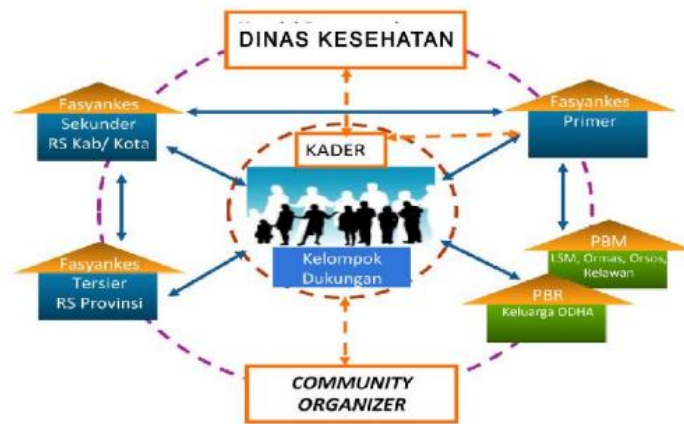 DINAS KESEHATAN
Fasyankes
Sekunder
RS Kab/ Kota
Fasyankes
Primer
KADER
Kelompok
Dukungan
Fasyankes
Tersier
RS Provinsi
PBM
LSM, Ormas, Orsos,
Relawan
PBR
Keluarga ODHA
COMMUNITY
ORGANIZER